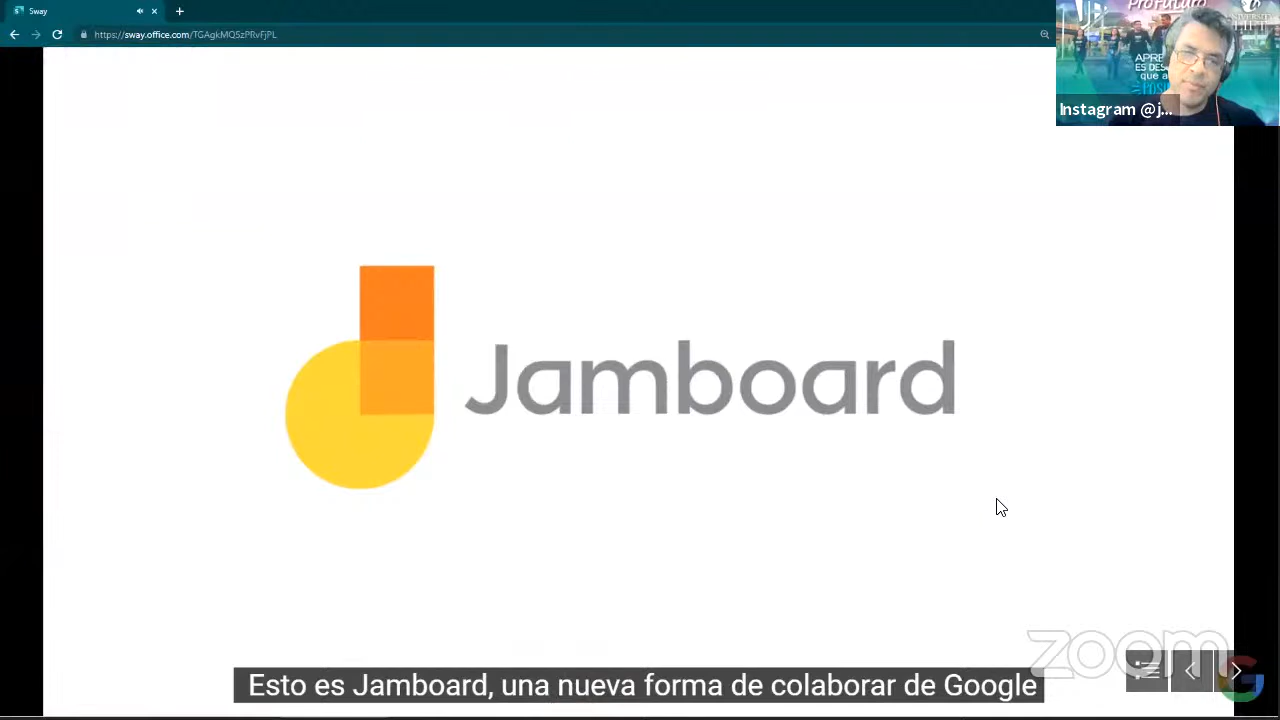 Sway
https://sway.office.com/TGAgkMQ5zPRvFjPL
ProFuturo
Instagram @j...
Jamboard
zoom
Esto es Jamboard, una nueva forma de colaborar de Google